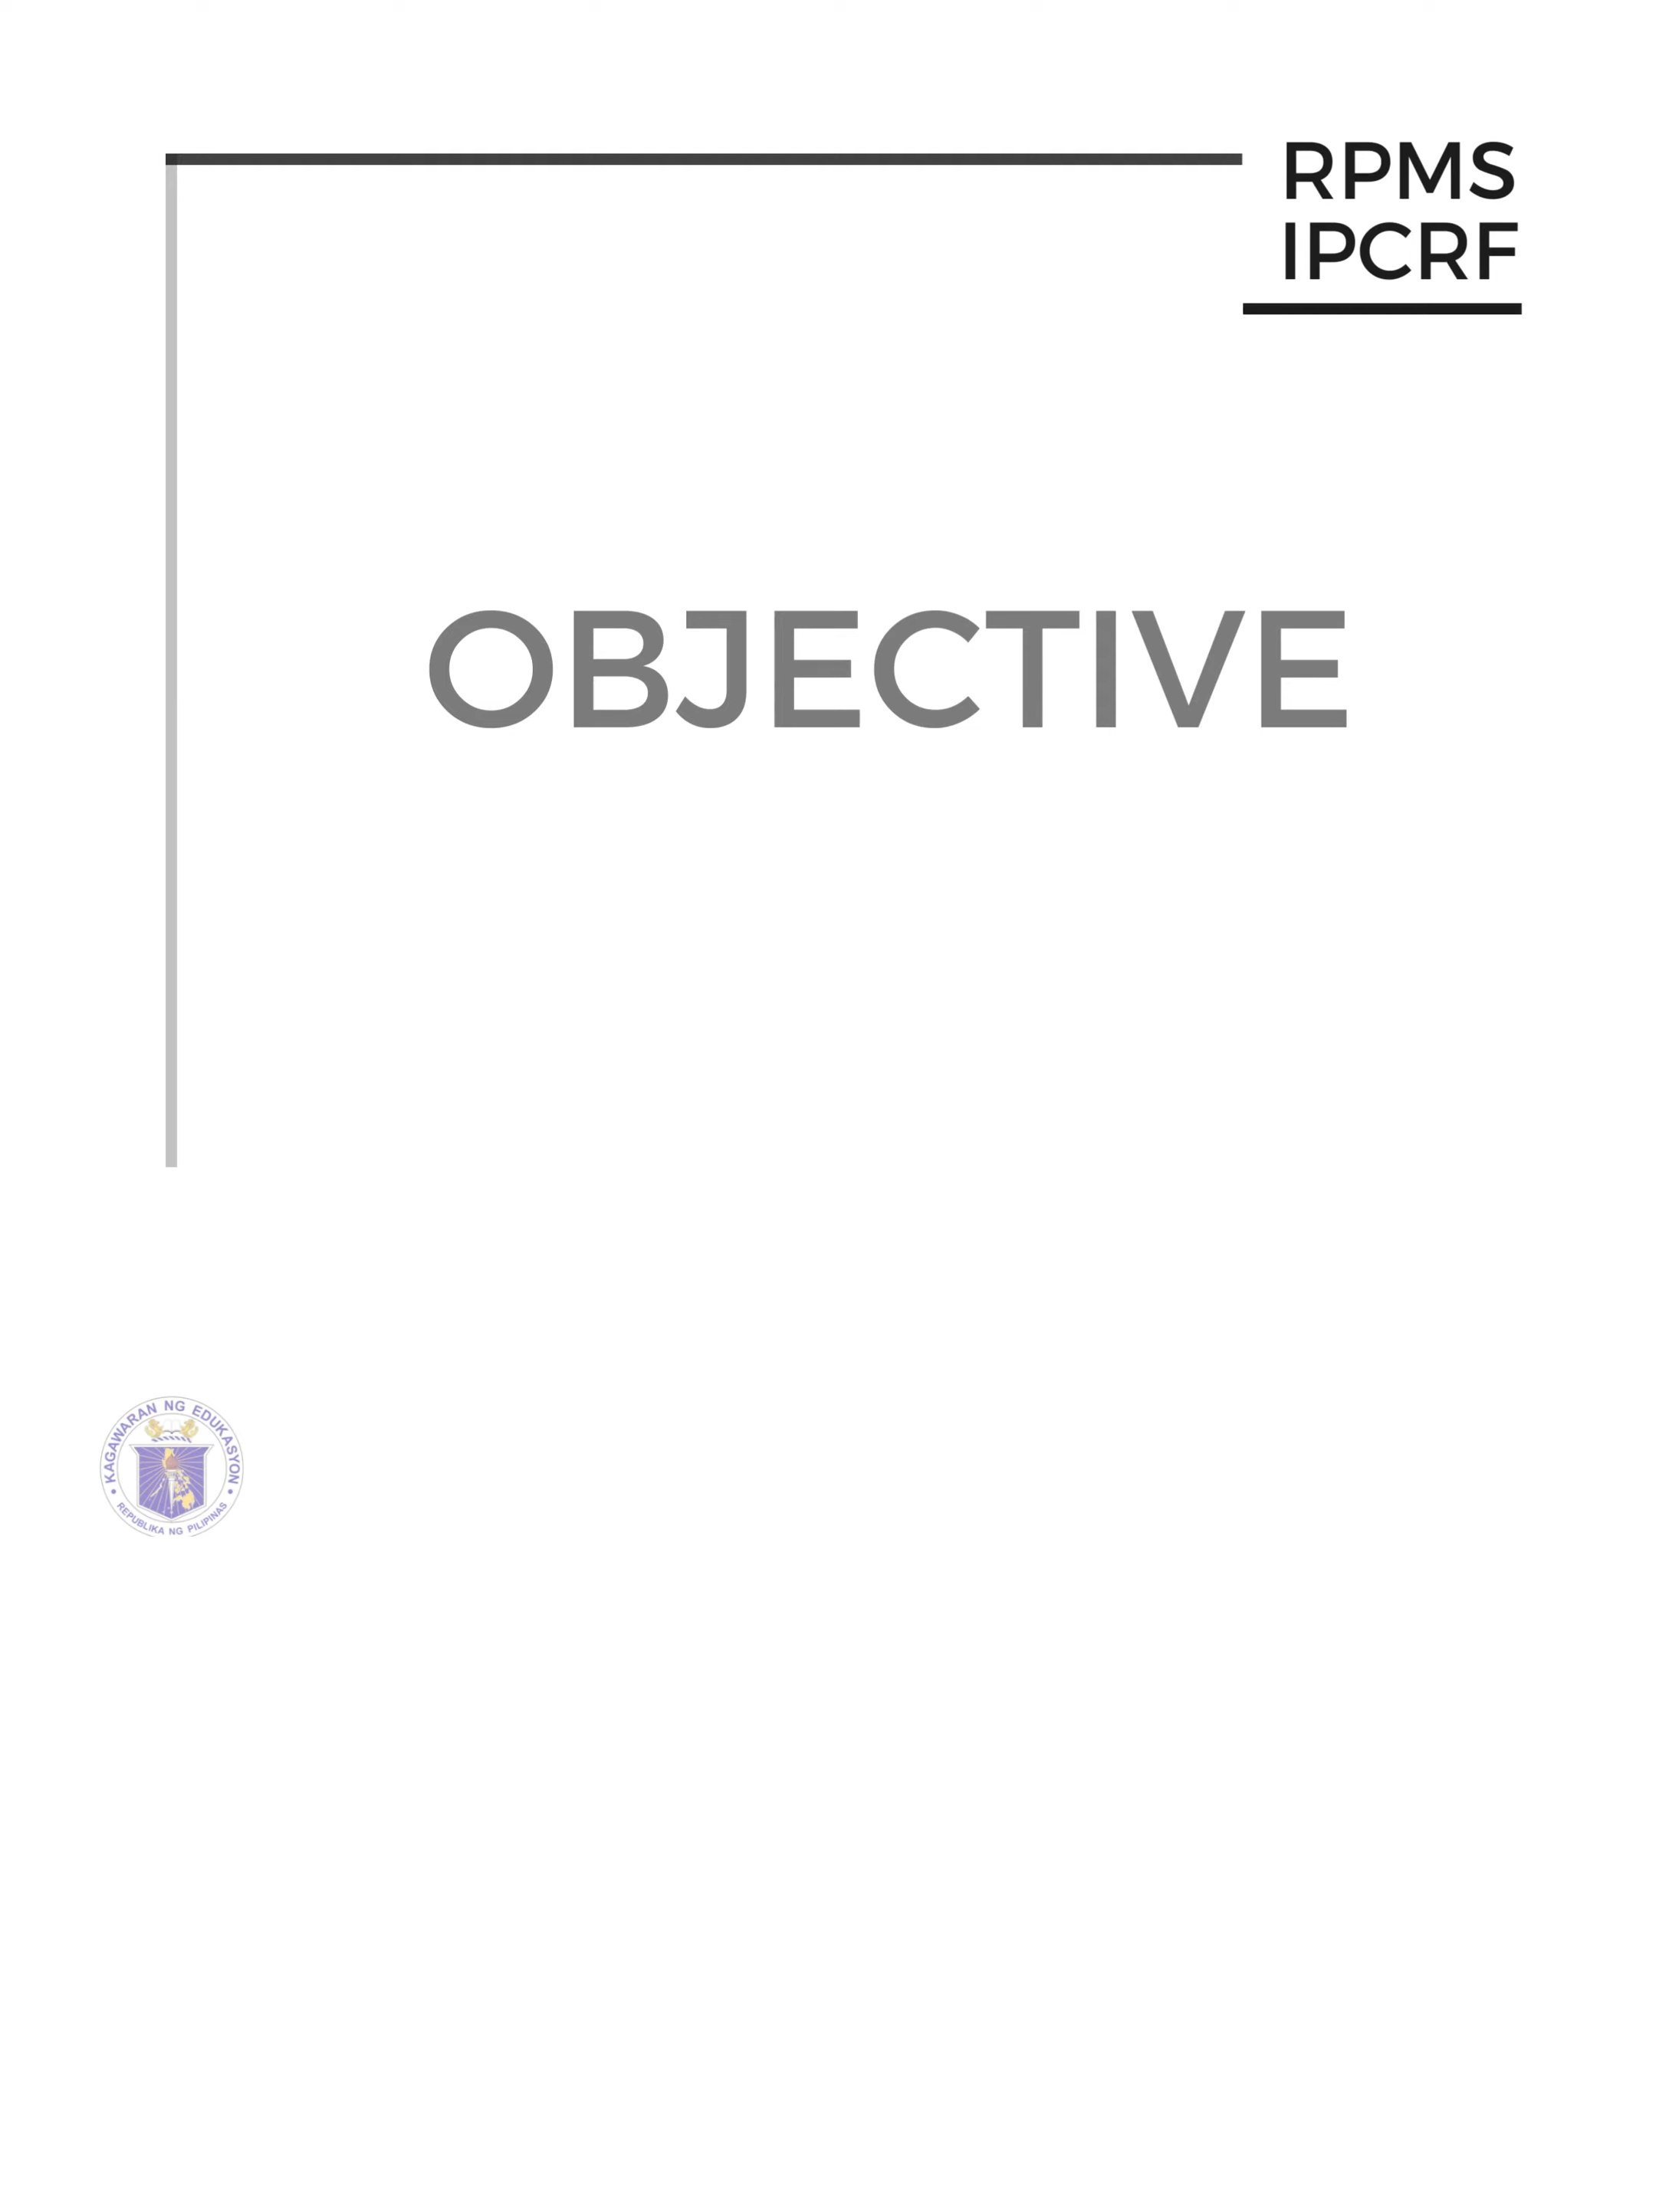 RPMS
IPCRF
OBJECTIVE
KAGAWARAN NG EDUKASYON
REPUBLIKA NG PILIPINAS